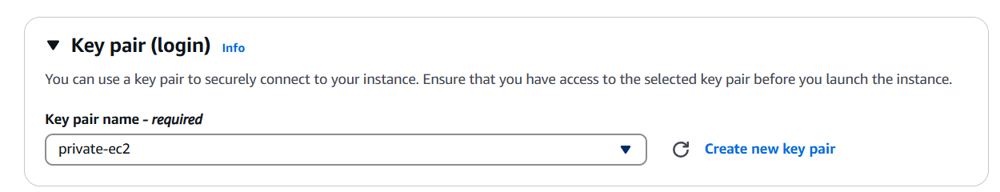 Key pair (login) Info
You can use a key pair to securely connect to your instance. Ensure that you have access to the selected key pair before you launch the instance.
Key pair name - required
private-ec2
Create new key pair